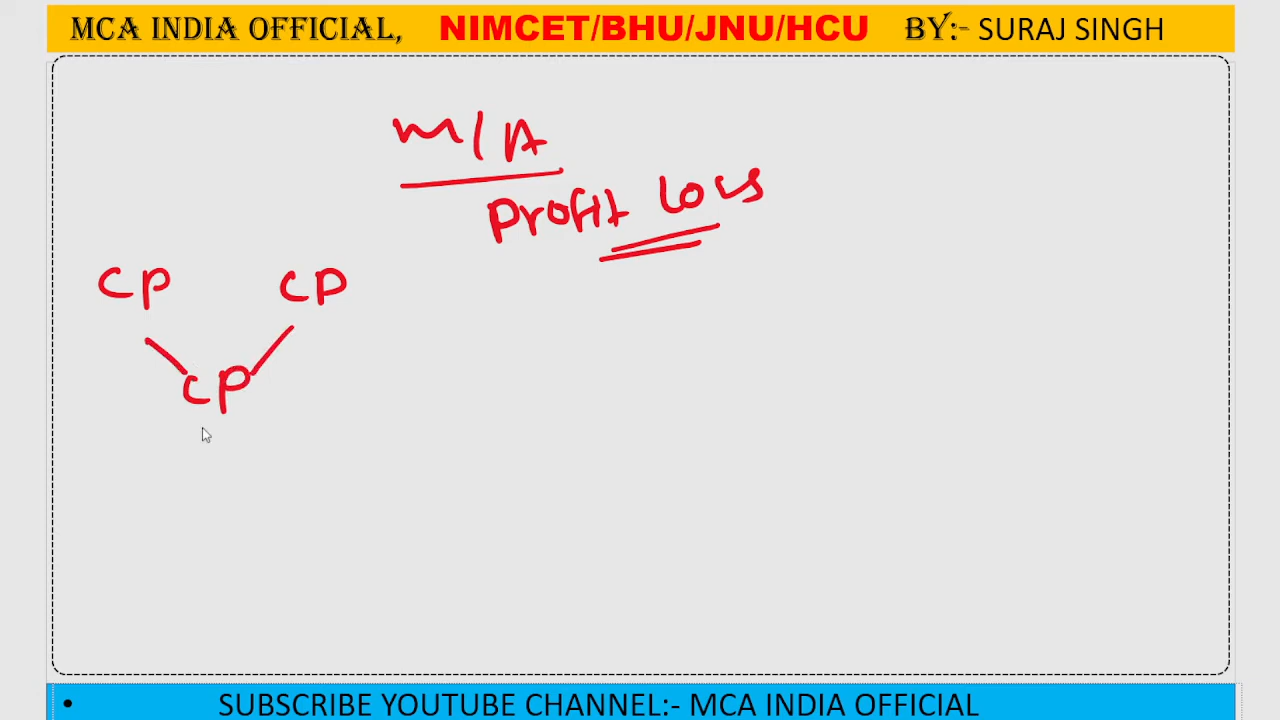 MCA INDIA OFFICIAL, NIMCET/BHU/JNU/HCU BY:- SURAJ SINGH
M/A
Profit Loss
CP CP
CP
• SUBSCRIBE YOUTUBE CHANNEL:- MCA INDIA OFFICIAL